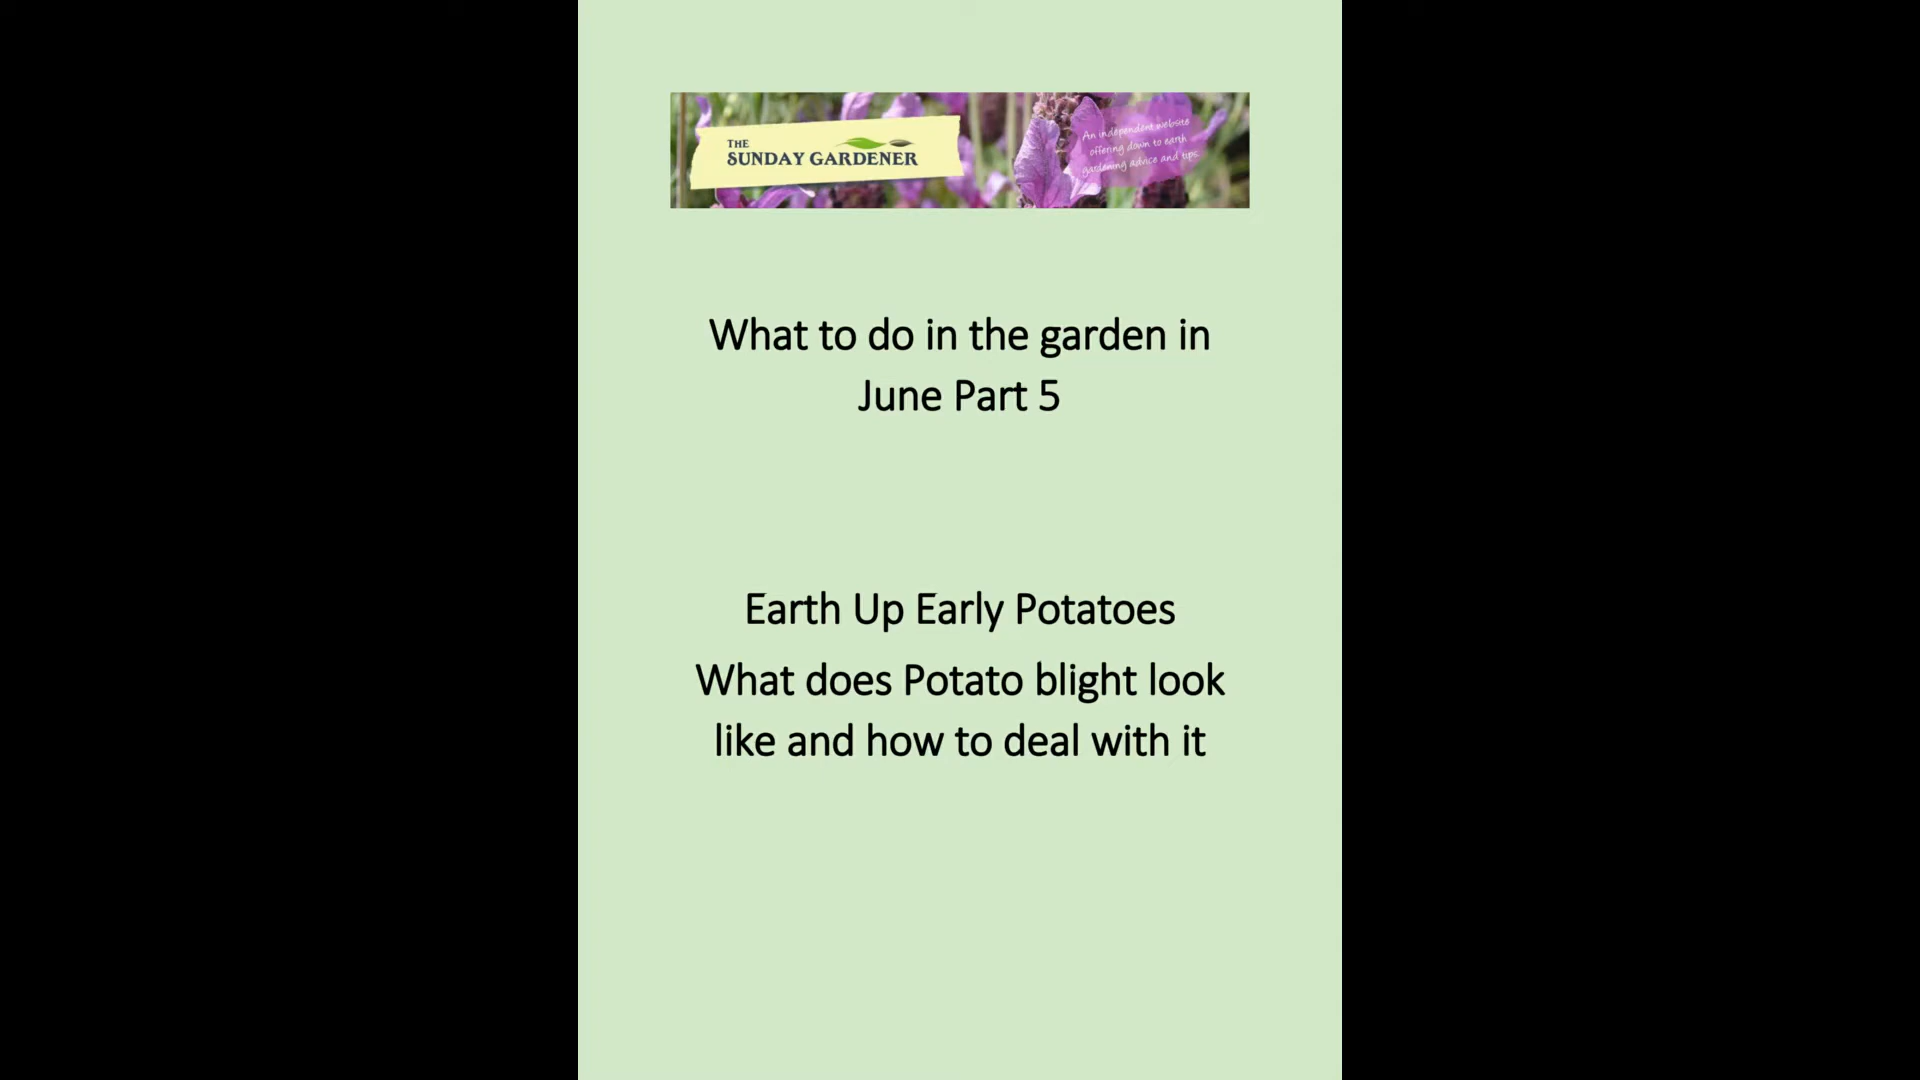 THE
SUNDAY GARDENER
An independent website
offering down to earth
gardening advice and tips.
What to do in the garden in
June Part 5
Earth Up Early Potatoes
What does Potato blight look
like and how to deal with it